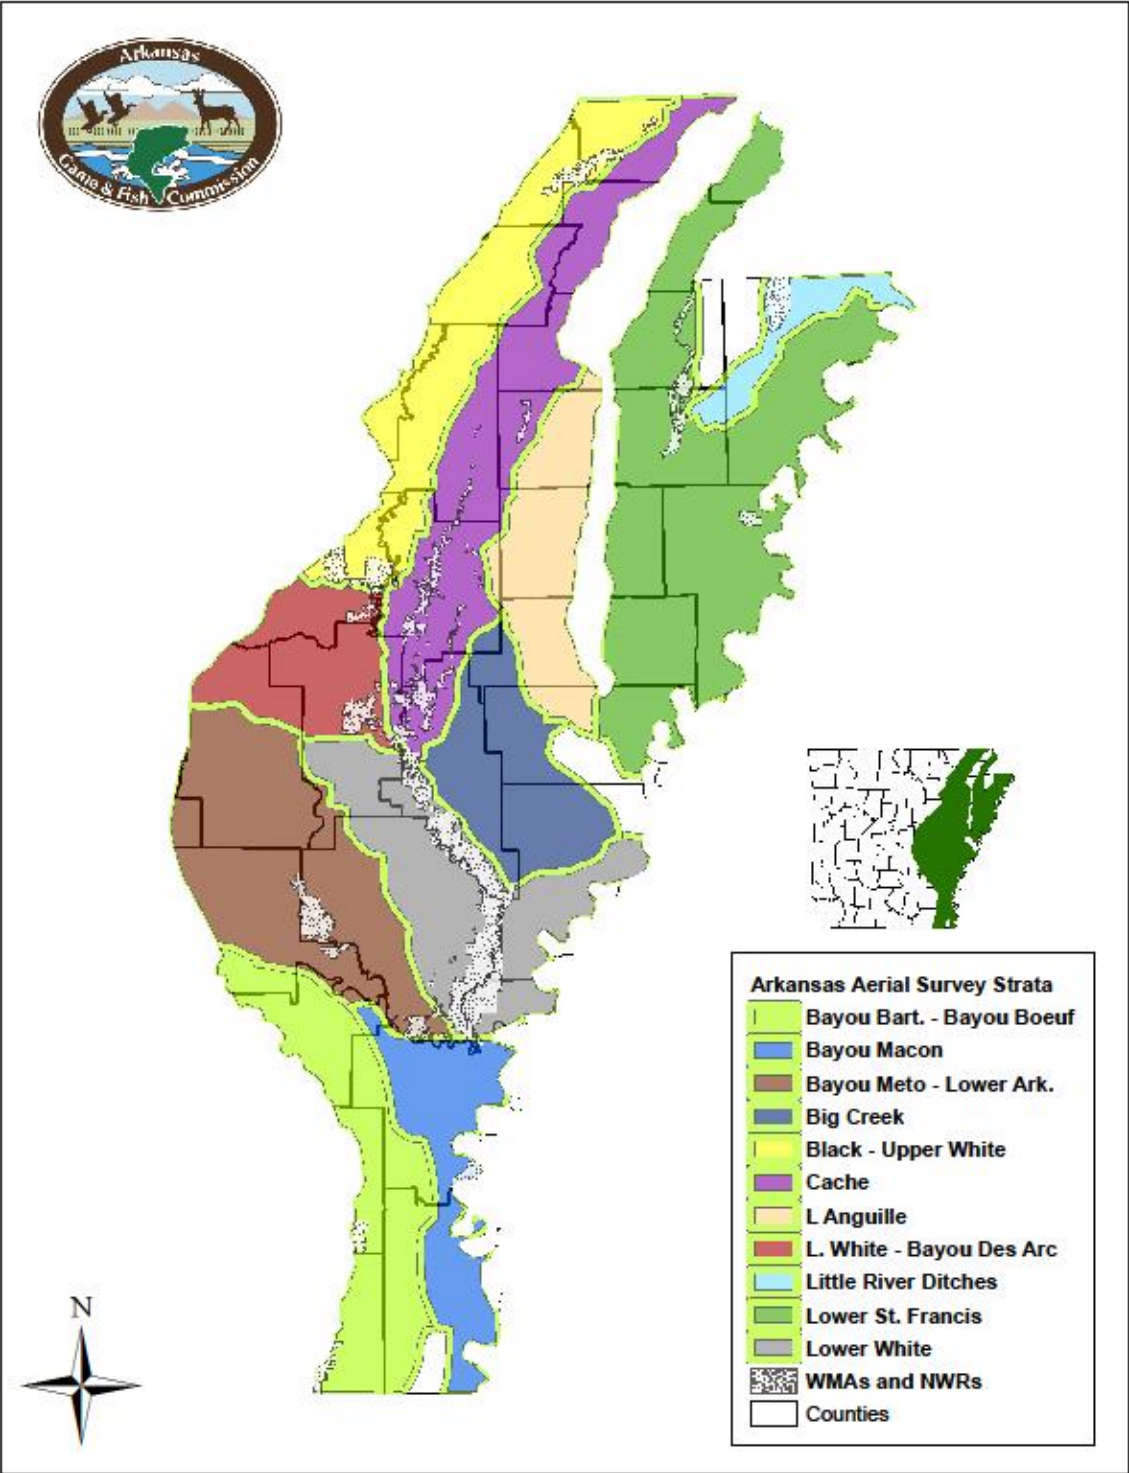 Arkansas
Game & Fish Commission
Arkansas Aerial Survey Strata
Bayou Bart. - Bayou Boeuf
Bayou Macon
Bayou Meto - Lower Ark.
Big Creek
Black - Upper White
Cache
L Anguille
L. White - Bayou Des Arc
Little River Ditches
Lower St. Francis
Lower White
WMAs and NWRs
Counties
N